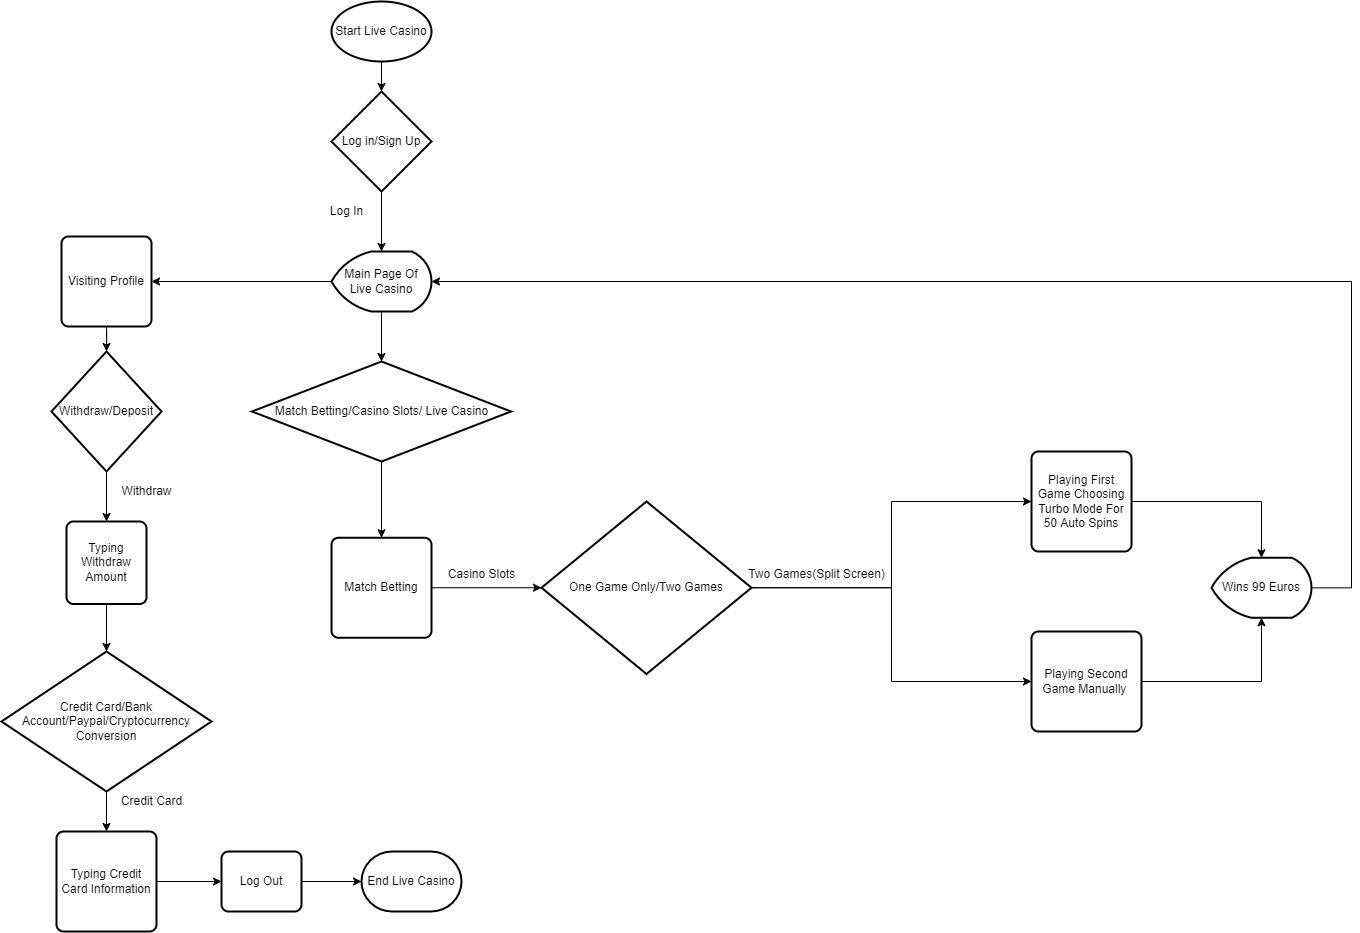 Start Live Casino
Log in/Sign Up
Log In
Main Page Of
Live Casino
Visiting Profile
Withdraw/Deposit
Match Betting/Casino Slots/ Live Casino
Withdraw
Typing
Withdraw
Amount
Match Betting
Casino Slots
One Game Only/Two Games
Two Games(Split Screen)
Playing First
Game Choosing
Turbo Mode For
50 Auto Spins
Wins 99 Euros
Playing Second
Game Manually
Credit Card/Bank
Account/Paypal/Cryptocurrency
Conversion
Credit Card
Typing Credit
Card Information
Log Out
End Live Casino